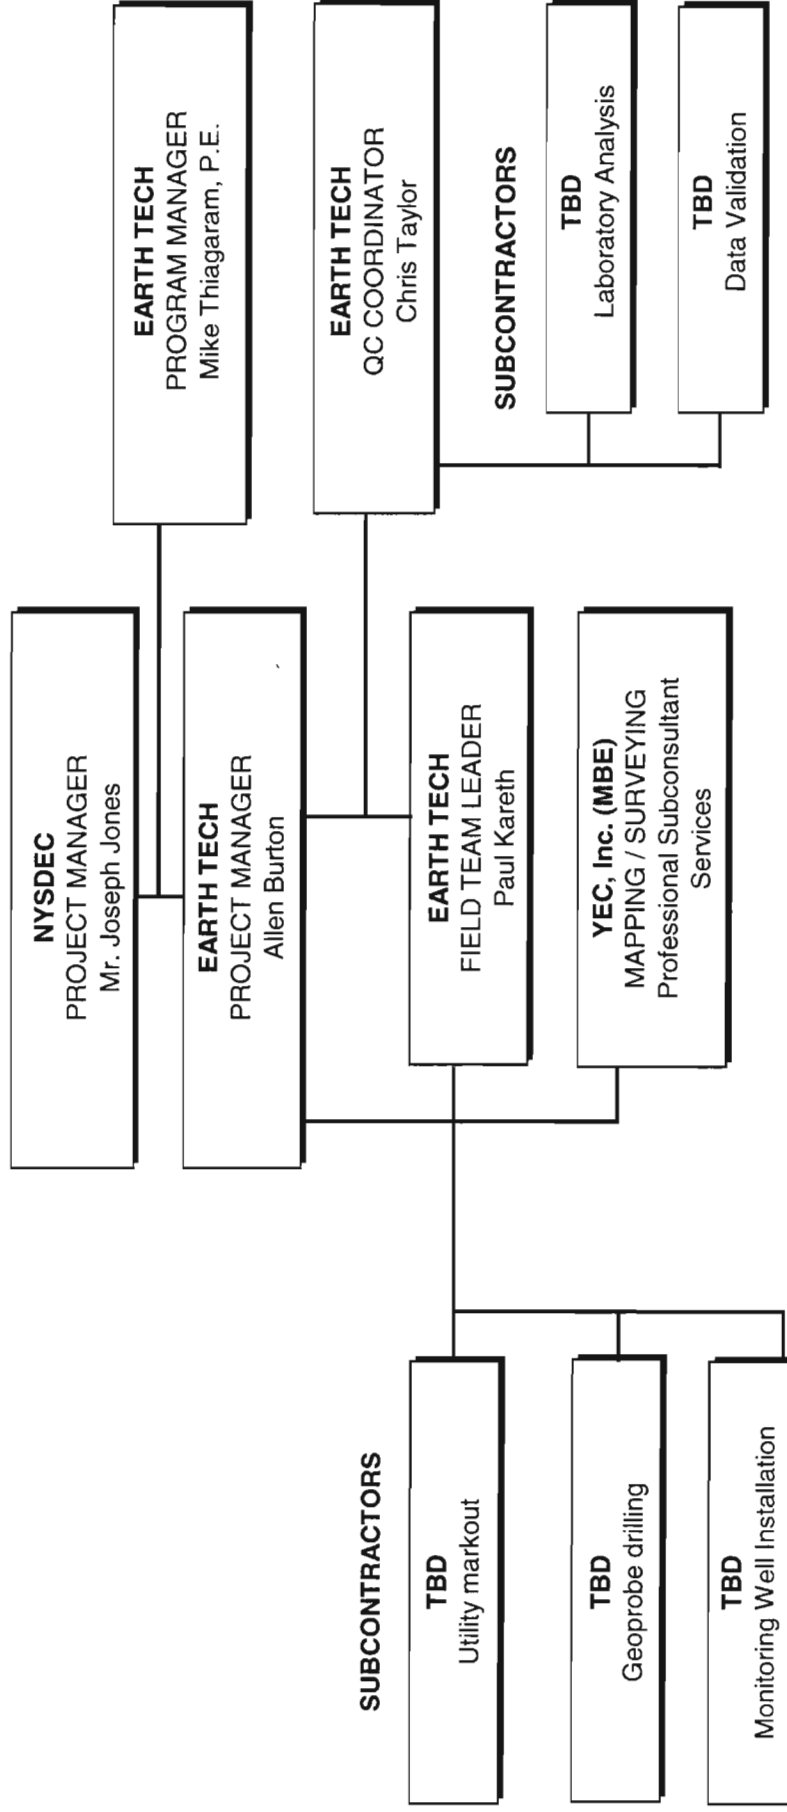 NYSDEC
PROJECT MANAGER
Mr. Joseph Jones
EARTH TECH
PROGRAM MANAGER
Mike Thiagaram, P.E.
EARTH TECH
PROJECT MANAGER
Allen Burton
EARTH TECH
QC COORDINATOR
Chris Taylor
SUBCONTRACTORS
TBD
Utility markout
TBD
Geoprobe drilling
TBD
Monitoring Well Installation
EARTH TECH
FIELD TEAM LEADER
Paul Kareth
YEC, Inc. (MBE)
MAPPING / SURVEYING
Professional Subconsultant
Services
SUBCONTRACTORS
TBD
Laboratory Analysis
TBD
Data Validation